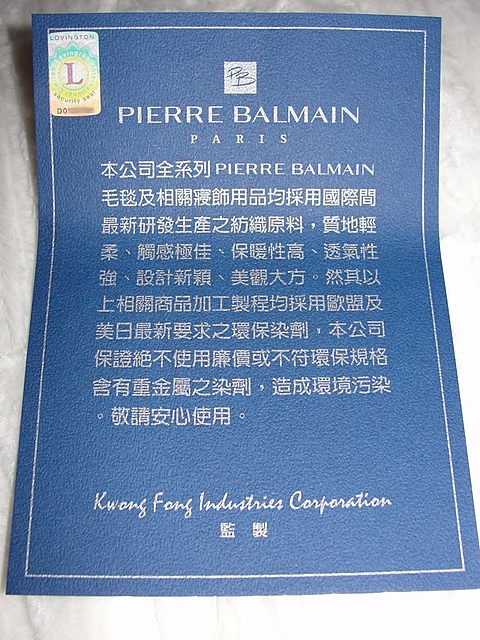 LOVINGTON
Lovington
L
security seal
PB
PIERRE BALMAIN
PARIS
本公司全系列PIERRE BALMAIN
毛毯及相關寢飾用品均採用國際間
最新研發生產之紡織原料，質地輕
柔、觸感極佳、保暖性高、透氣性
強、設計新穎、美觀大方。然其以
上相關商品加工製程均採用歐盟及
美日最新要求之環保染劑，本公司
保證絕不使用廉價或不符環保規格
含有重金屬之染劑，造成環境污染
。敬請安心使用。
Kwong Fong Industries Corporation
監 製